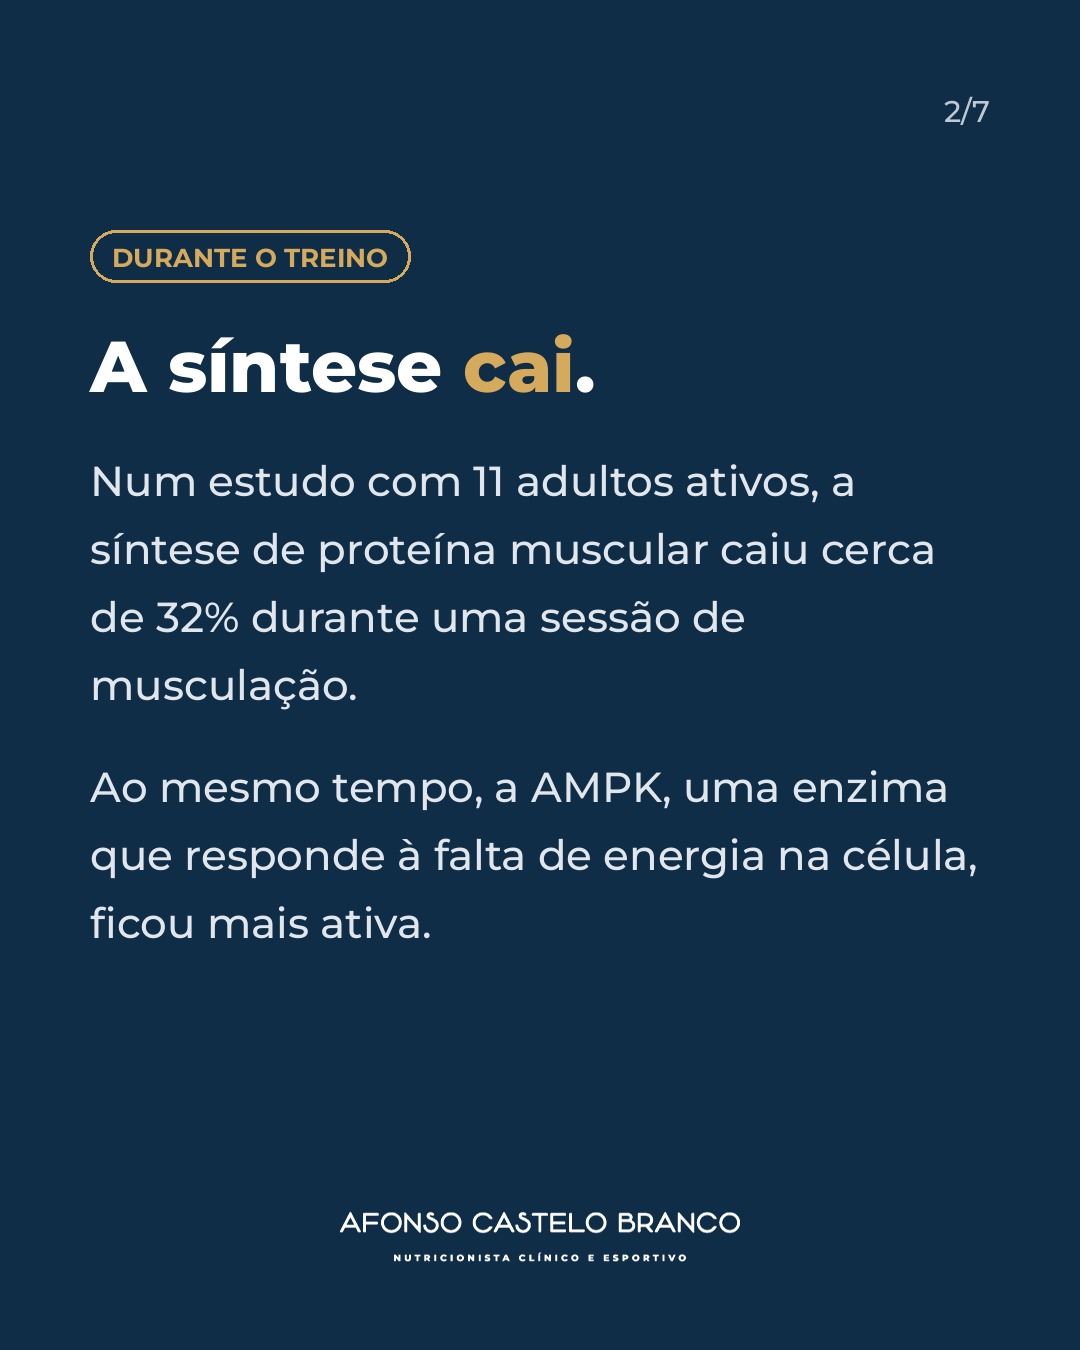 2/7
DURANTE O TREINO
A síntese cai.
Num estudo com 11 adultos ativos, a
síntese de proteína muscular caiu cerca
de 32% durante uma sessão de
musculação.
Ao mesmo tempo, a AMPK, uma enzima
que responde à falta de energia na célula,
ficou mais ativa.
AFONSO CASTELO BRANCO
NUTRICIONISTA CLÍNICO E ESPORTIVO